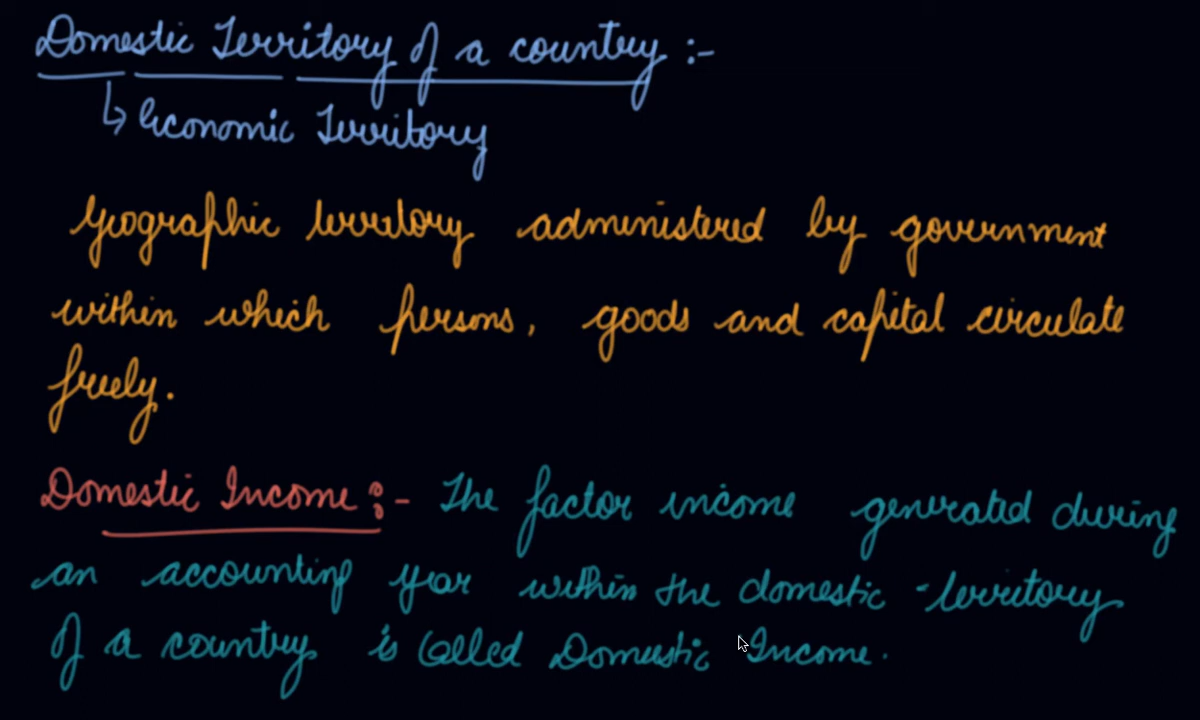 Domestic Territory of a country :-
↳ Economic Territory
Geographic territory administered by government
within which persons, goods and capital circulate
freely.
Domestic Income :- The factor income generated during
an accounting year within the domestic territory
of a country is called Domestic Income.